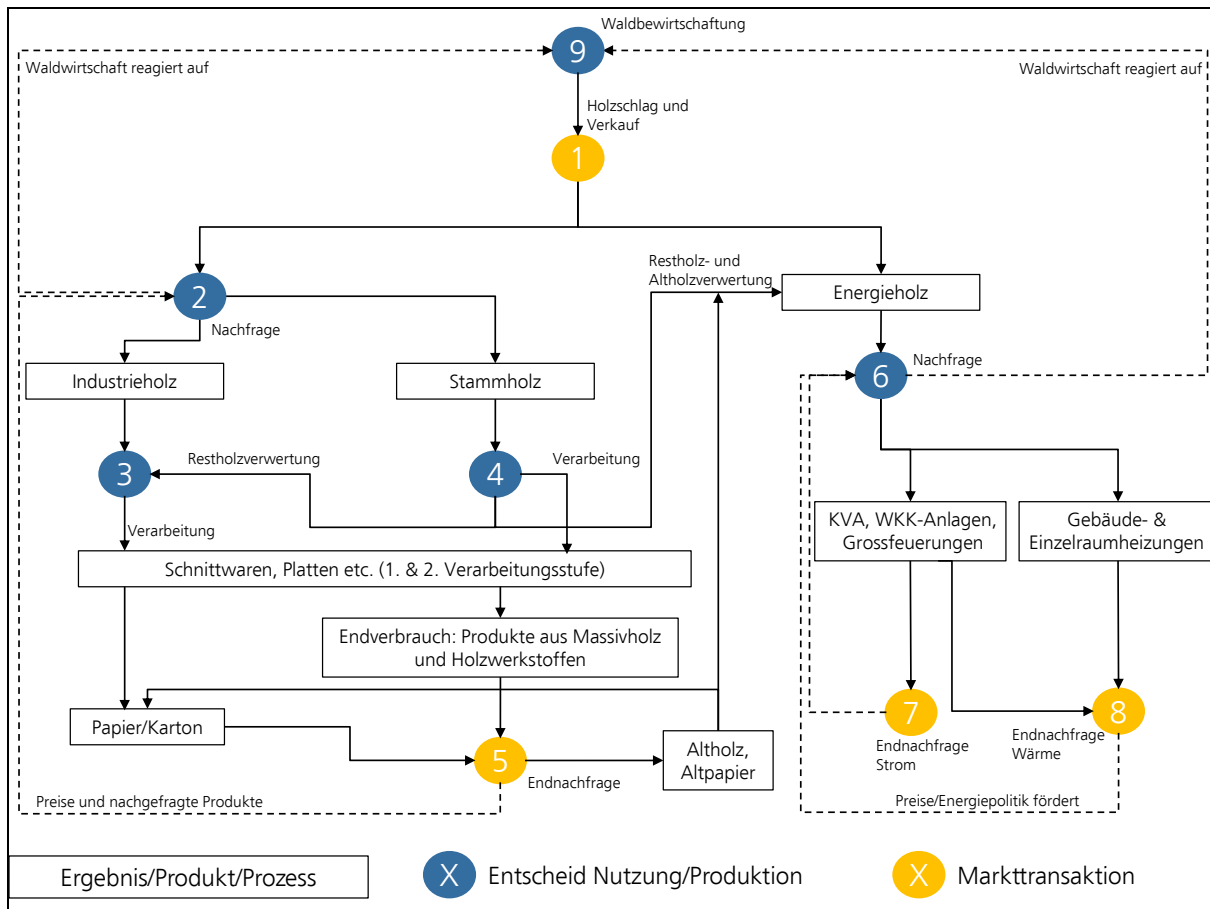 Waldbewirtschaftung
9
Waldwirtschaft reagiert auf
Waldwirtschaft reagiert auf
Holzschlag und
Verkauf
1
Restholz- und
Altholzverwertung
2
Energieholz
Nachfrage
Industrieholz
Stammholz
6
Nachfrage
3
Restholzverwertung
4
Verarbeitung
Verarbeitung
KVA, WKK-Anlagen,
Grossfeuerungen
Gebäude- &
Einzelraumheizungen
Schnittwaren, Platten etc. (1. & 2. Verarbeitungsstufe)
Endverbrauch: Produkte aus Massivholz
und Holzwerkstoffen
Papier/Karton
5
Endnachfrage
Altholz,
Altpapier
7
Endnachfrage
Strom
8
Endnachfrage
Wärme
Preise und nachgefragte Produkte
Preise/Energiepolitik fördert
Ergebnis/Produkt/Prozess
X Entscheid Nutzung/Produktion
X Markttransaktion